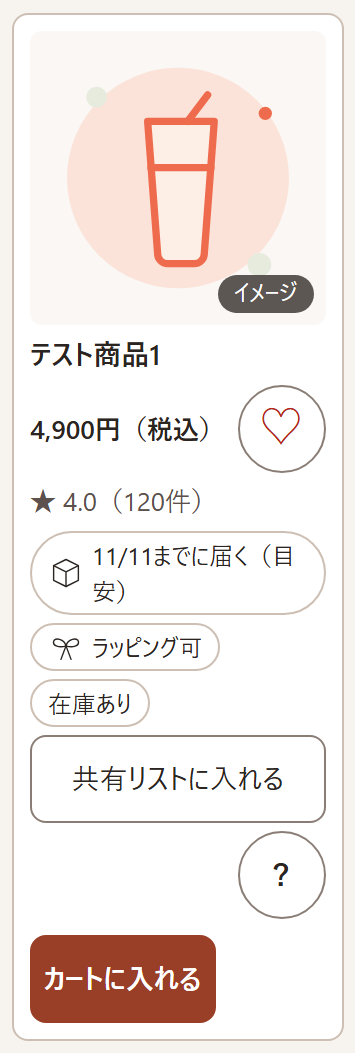 イメージ
テスト商品1
4,900円（税込）
♡
★ 4.0（120件）
11/11までに届く（目
安）
ラッピング可
在庫あり
共有リストに入れる
?
カートに入れる